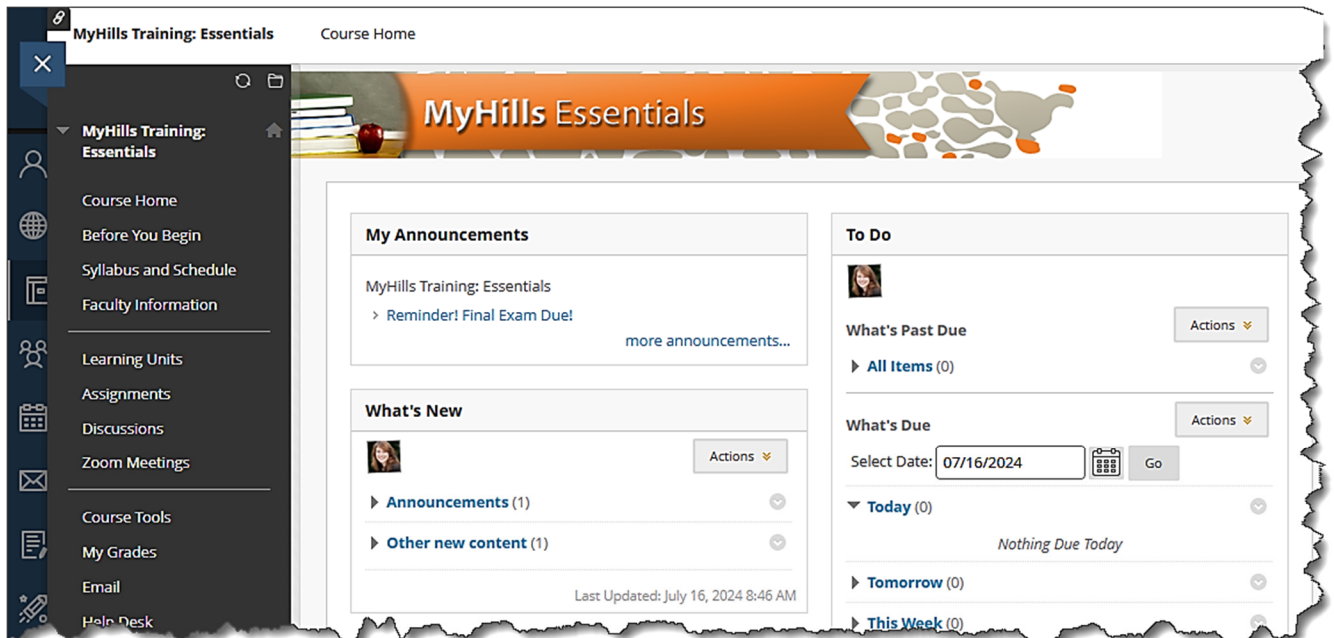 MyHills Training: Essentials
Course Home
MyHills Training:
Essentials
Course Home
Before You Begin
Syllabus and Schedule
Faculty Information
Learning Units
Assignments
Discussions
Zoom Meetings
Course Tools
My Grades
Email
Help Desk
MyHills Essentials
My Announcements
MyHills Training: Essentials
Reminder! Final Exam Due!
more announcements...
What's New
Actions
Announcements (1)
Other new content (1)
Last Updated: July 16, 2024 8:46 AM
To Do
What's Past Due
Actions
All Items (0)
What's Due
Actions
Select Date: 07/16/2024 Go
Today (0)
Nothing Due Today
Tomorrow (0)
This Week (0)